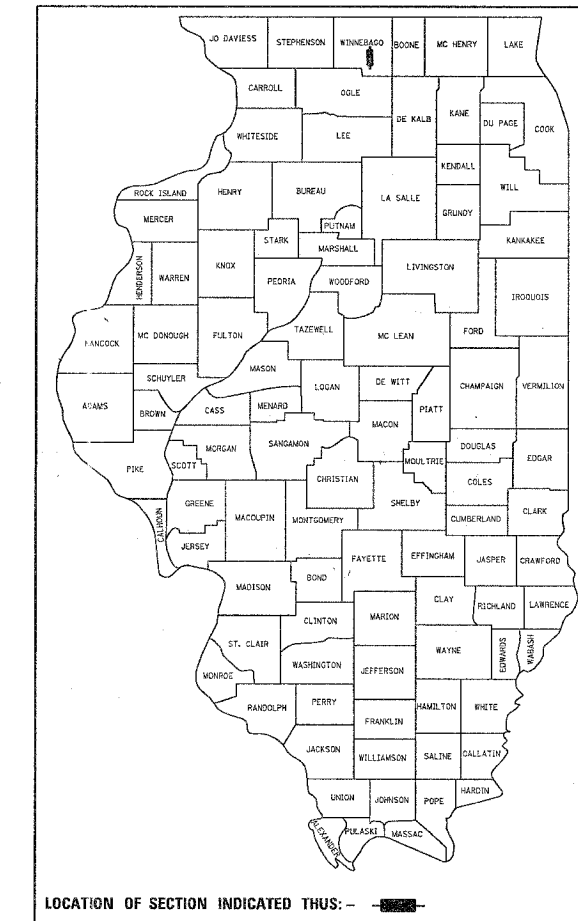 JO DAVIESS
STEPHENSON
WINNEBAGO
BOONE
MC HENRY
LAKE
CARROLL
OGLE
DE KALB
KANE
DU PAGE
COOK
WHITESIDE
LEE
KENDALL
WILL
ROCK ISLAND
HENRY
BUREAU
LA SALLE
GRUNDY
MERCER
PUTNAM
STARK
MARSHALL
KANKAKEE
HENDERSON
WARREN
KNOX
PEORIA
WOODFORD
LIVINGSTON
IROQUOIS
HANCOCK
MC DONOUGH
FULTON
TAZEWELL
MC LEAN
FORD
MASON
SCHUYLER
LOGAN
DE WITT
CHAMPAIGN
VERMILION
ADAMS
BROWN
CASS
MENARD
PIATT
MACON
MORGAN
SANGAMON
DOUGLAS
EDGAR
PIKE
SCOTT
MOULTRIE
COLES
CHRISTIAN
GREENE
MACOUPIN
SHELBY
CLARK
CALHOUN
MONTGOMERY
CUMBERLAND
JERSEY
FAYETTE
EFFINGHAM
JASPER
CRAWFORD
MADISON
BOND
CLAY
RICHLAND
LAWRENCE
CLINTON
MARION
ST. CLAIR
WAYNE
EDWARDS
WABASH
WASHINGTON
JEFFERSON
MONROE
RANDOLPH
PERRY
HAMILTON
WHITE
FRANKLIN
JACKSON
WILLIAMSON
SALINE
GALLATIN
UNION
JOHNSON
POPE
HARDIN
ALEXANDER
PULASKI
MASSAC
LOCATION OF SECTION INDICATED THUS: -